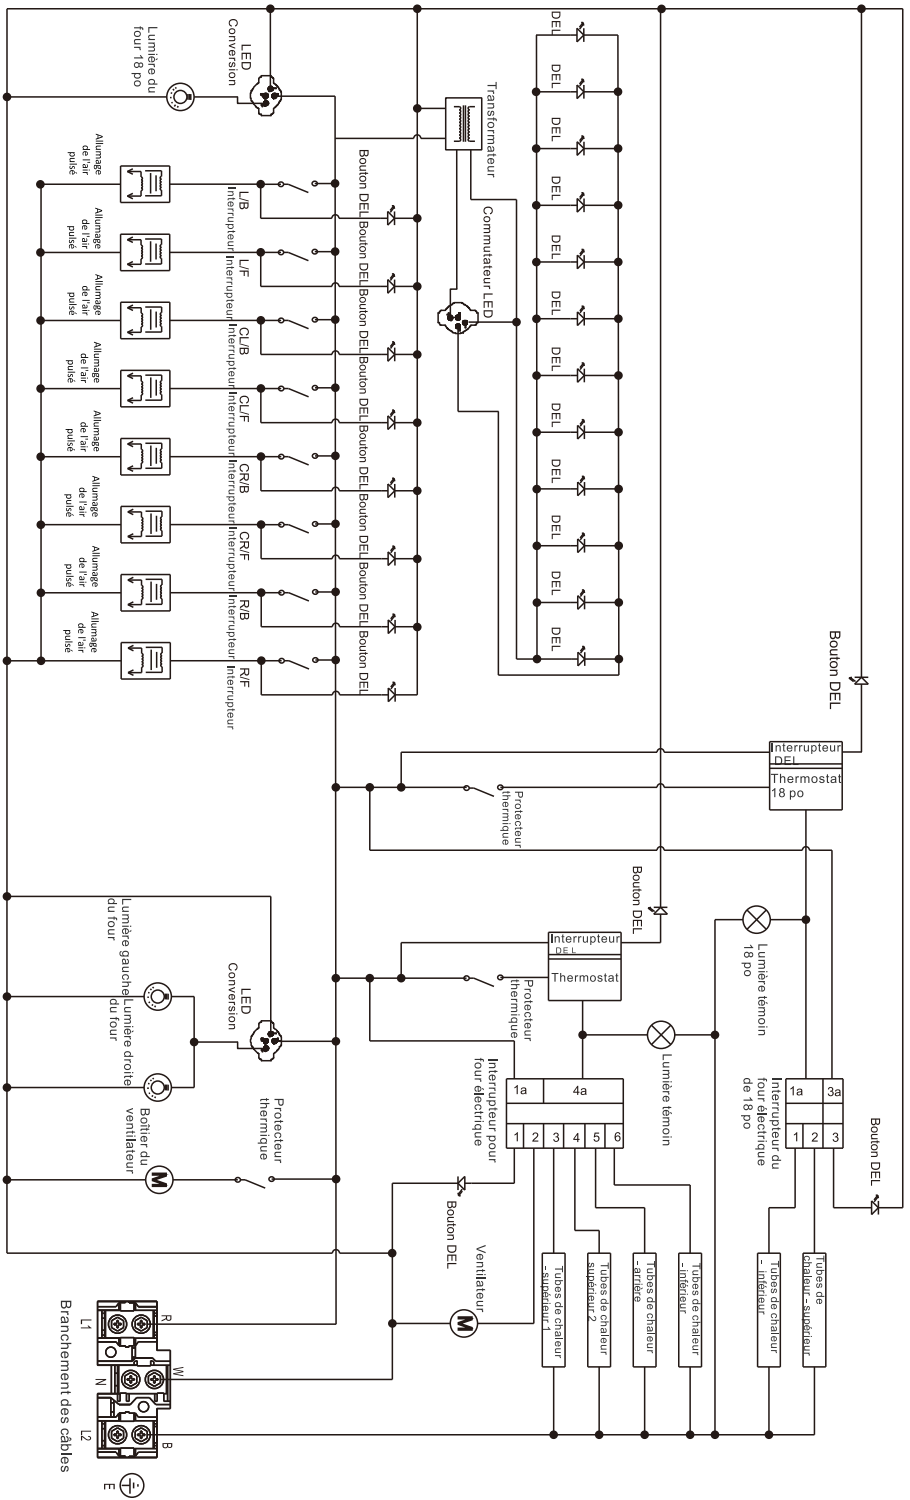 DEL
DEL
DEL
DEL
DEL
DEL
DEL
DEL
DEL
DEL
DEL
DEL
LED
Conversion
Lumière du
four 18 po
Transformateur
Commutateur LED
Bouton DEL
Bouton DEL
Bouton DEL
Bouton DEL
Bouton DEL
Bouton DEL
Bouton DEL
Bouton DEL
L/B
Interrupteur
L/F
Interrupteur
CL/B
Interrupteur
CL/F
Interrupteur
CR/B
Interrupteur
CR/F
Interrupteur
R/B
Interrupteur
R/F
Interrupteur
Allumage
de l'air
pulsé
Allumage
de l'air
pulsé
Allumage
de l'air
pulsé
Allumage
de l'air
pulsé
Allumage
de l'air
pulsé
Allumage
de l'air
pulsé
Allumage
de l'air
pulsé
Allumage
de l'air
pulsé
Bouton DEL
Interrupteur
DEL
Thermostat
18 po
Protecteur
thermique
Bouton DEL
Interrupteur
DEL
Thermostat
Protecteur
thermique
Lumière témoin
18 po
Lumière témoin
Lumière gauche
du four
Lumière droite
du four
LED
Conversion
Boîtier du
ventilateur
M
Protecteur
thermique
Interrupteur pour
four électrique
1a
4a
1
2
3
4
5
6
Interrupteur du
four électrique
de 18 po
1a
3a
1
2
3
Bouton DEL
Bouton DEL
Ventilateur
M
Tubes de chaleur
- supérieur 1
Tubes de chaleur
supérieur 2
Tubes de chaleur
- arrière
Tubes de chaleur
- inférieur
Tubes de chaleur
- inférieur
Tubes de
chaleur - supérieur
R
L1
W
N
B
L2
E
Branchement des câbles